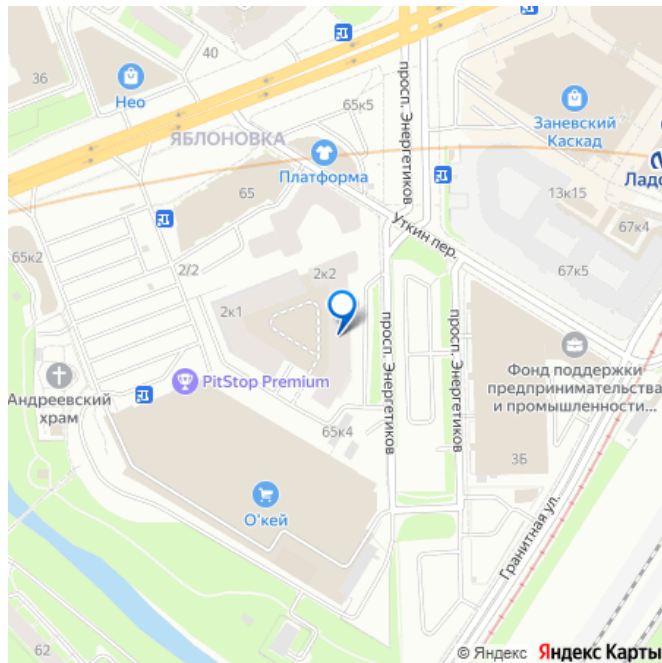 40
36
Нео
просп. Энергетиков
65к5
Заневский
Каскад
ЯБЛОНОВКА
Платформа
Ладо
65
13к15
67к4
Уткин пер.
65к2
2/2
2к2
67к5
2к1
просп. Энергетиков
просп. Энергетиков
Фонд поддержки
предпринимательства
и промышленности...
PitStop Premium
Андреевский
храм
65к4
3Б
О'кей
Гранитная ул.
62
© Яндекс Яндекс Карты